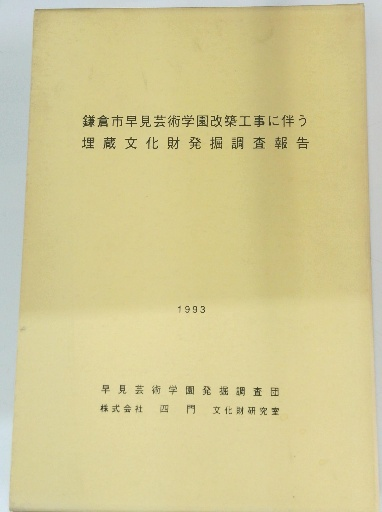 鎌倉市早見芸術学園改築工事に伴う
埋蔵文化財発掘調査報告
1993
早見芸術学園発掘調査団
株式会社 四門 文化財研究室